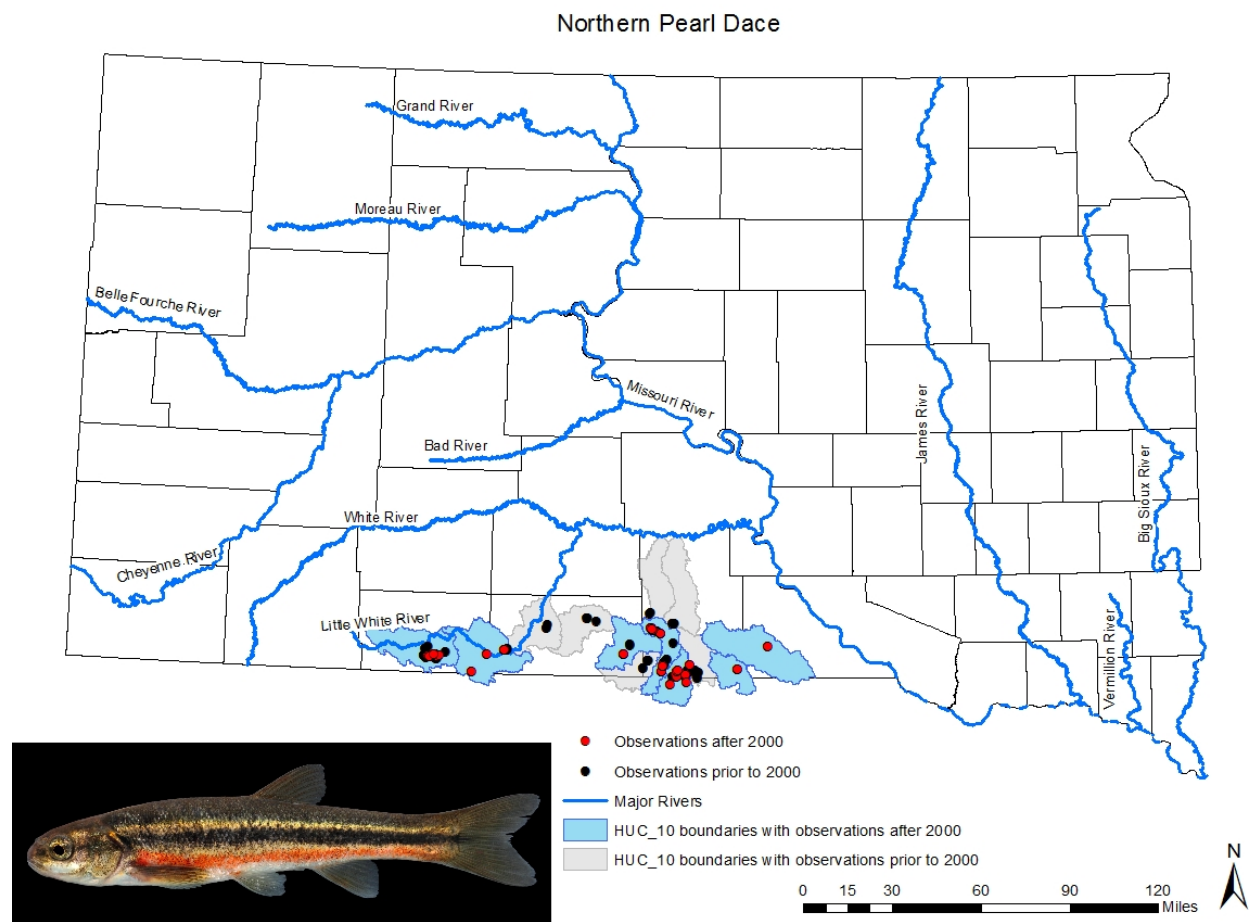 Northern Pearl Dace
Grand River
Moreau River
Belle Fourche River
Missouri River
James River
Bad River
Big Sioux River
White River
Cheyenne River
Little White River
Vermillion River
Observations after 2000
Observations prior to 2000
Major Rivers
HUC_10 boundaries with observations after 2000
HUC_10 boundaries with observations prior to 2000
N
0 15 30 60 90 120
Miles